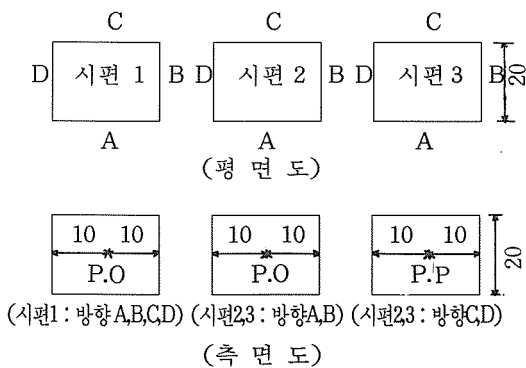 C C C
D 시편 1 B D 시편 2 B D 시편 3 B 20
A A A
(평 면 도)
10 10 10 10 10 10
P.O P.O P.P 20
(시편1 : 방향A,B,C,D) (시편2,3 : 방향A,B) (시편2,3 : 방향C,D)
(측 면 도)